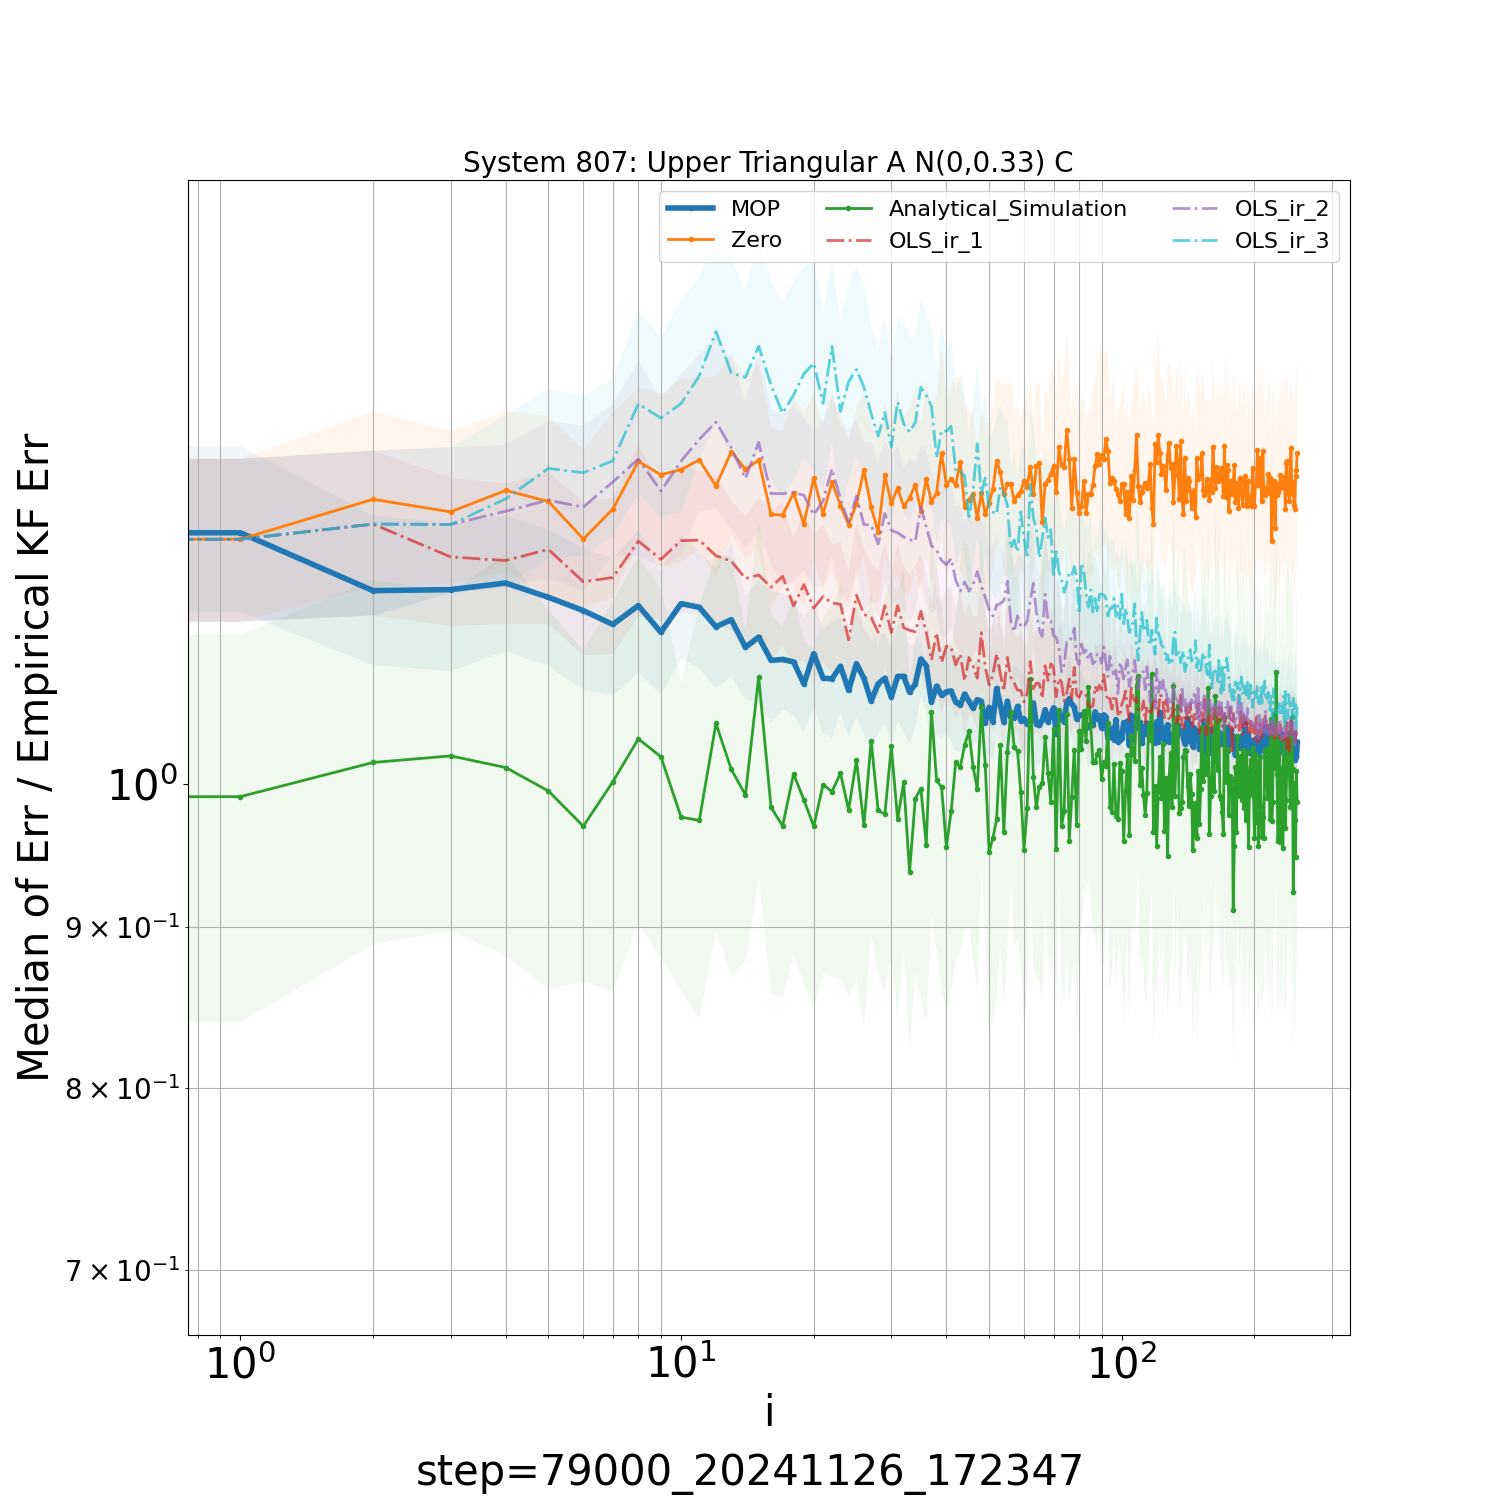 System 807: Upper Triangular A N(0,0.33) C
MOP
Zero
Analytical_Simulation
OLS_ir_1
OLS_ir_2
OLS_ir_3
Median of Err / Empirical KF Err
10⁰
9 × 10⁻¹
8 × 10⁻¹
7 × 10⁻¹
10⁰ 10¹ 10²
i
step=79000_20241126_172347